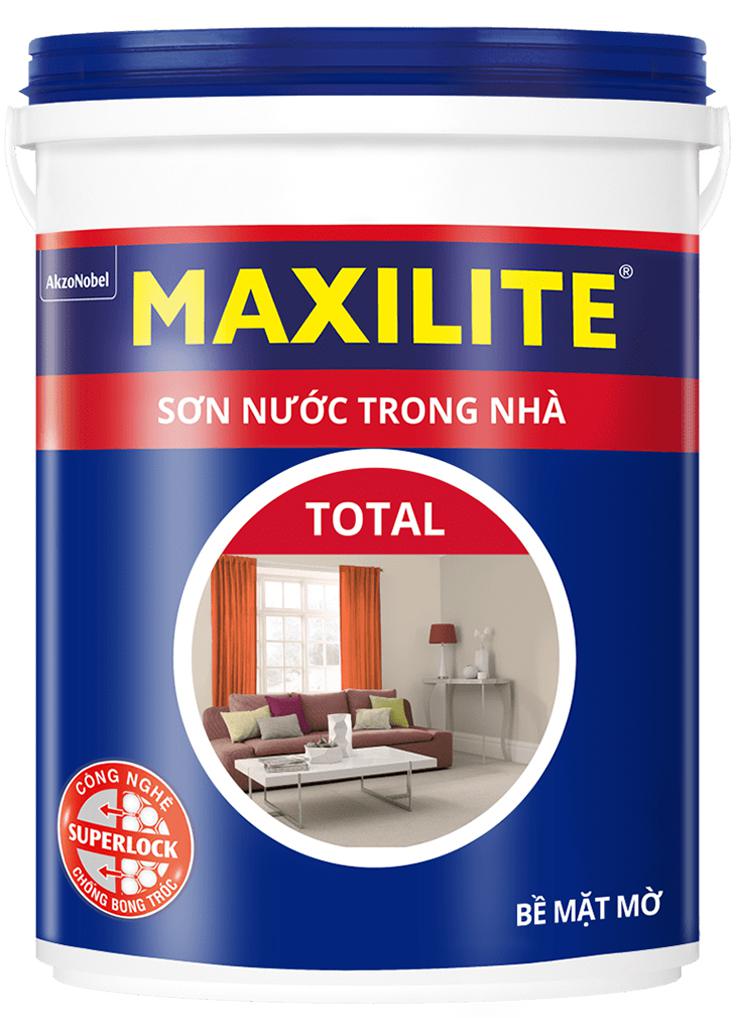 AkzoNobel
MAXILITE®
SƠN NƯỚC TRONG NHÀ
TOTAL
CÔNG NGHỆ
SUPERLOCK
CHỐNG BONG TRÓC
BỀ MẶT MỜ